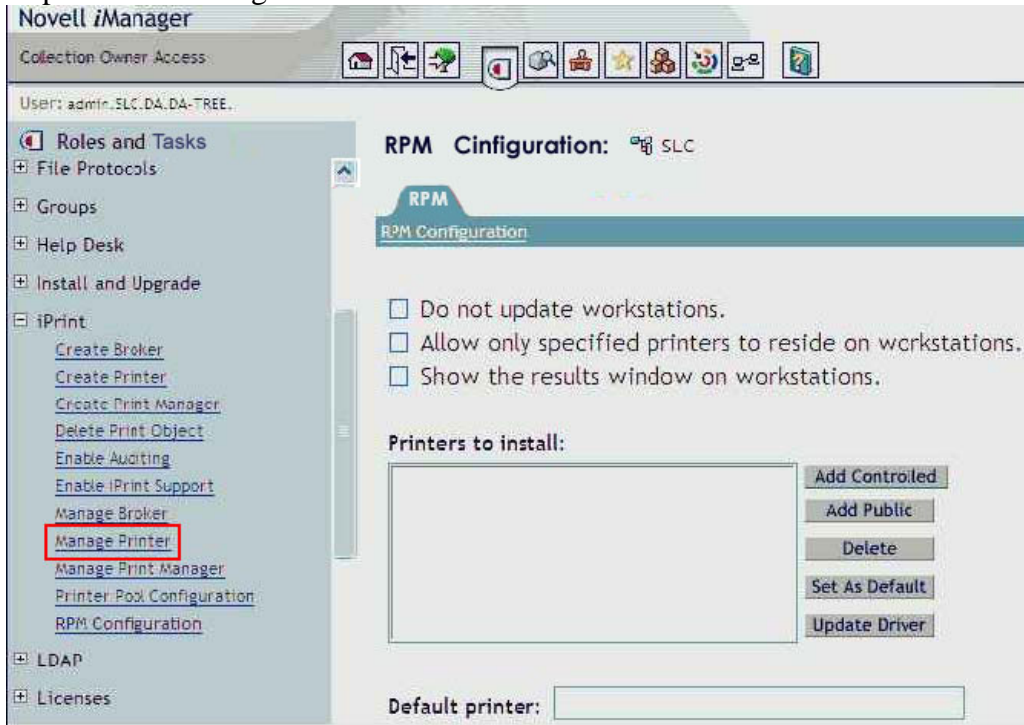 Novell iManager
Collection Owner Access
User: admin.SLC.DA.DA-TREE.
Roles and Tasks
File Protocols
Groups
Help Desk
Install and Upgrade
iPrint
Create Broker
Create Printer
Create Print Manager
Delete Print Object
Enable Auditing
Enable iPrint Support
Manage Broker
Manage Printer
Manage Print Manager
Printer Pool Configuration
RPM Configuration
LDAP
Licenses
RPM Cinfiguration: SLC
RPM
RPM Configuration
Do not update workstations.
Allow only specified printers to reside on workstations.
Show the results window on workstations.
Printers to install:
Add Controlled
Add Public
Delete
Set As Default
Update Driver
Default printer: